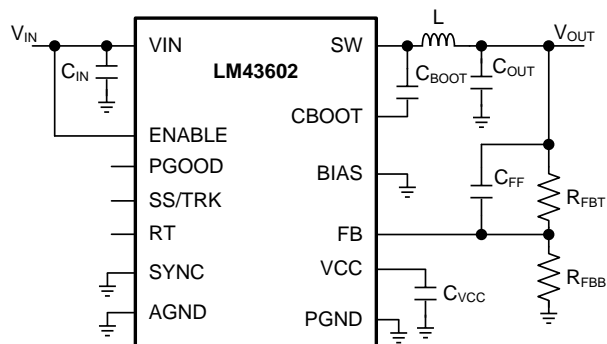 V_IN
VIN
C_IN
LM43602
SW
L
V_OUT
C_BOOT
C_OUT
CBOOT
ENABLE
PGOOD
BIAS
C_FF
R_FBT
SS/TRK
RT
FB
SYNC
VCC
C_VCC
R_FBB
AGND
PGND